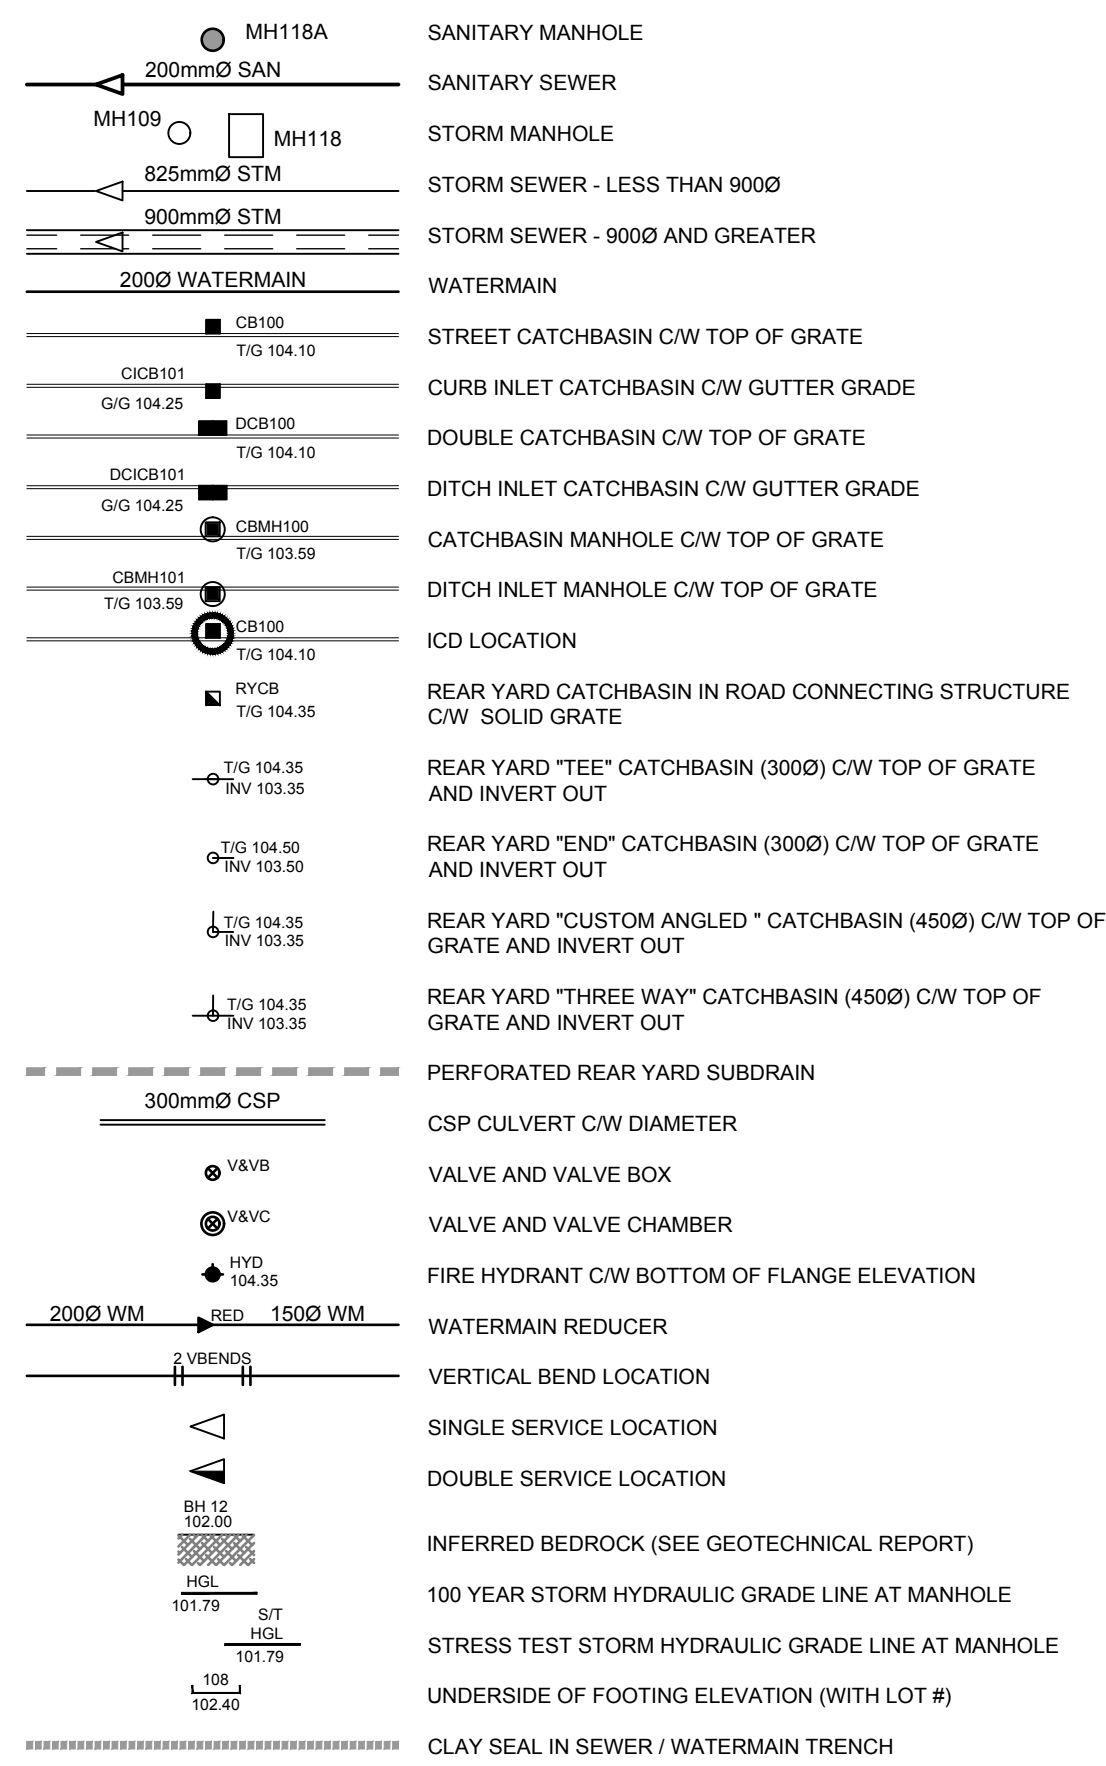 MH118A SANITARY MANHOLE
200mmØ SAN SANITARY SEWER
MH109 MH118 STORM MANHOLE
825mmØ STM STORM SEWER - LESS THAN 900Ø
900mmØ STM STORM SEWER - 900Ø AND GREATER
200Ø WATERMAIN WATERMAIN
CB100
T/G 104.10
STREET CATCHBASIN C/W TOP OF GRATE
CICB101
G/G 104.25
CURB INLET CATCHBASIN C/W GUTTER GRADE
DCB100
T/G 104.10
DOUBLE CATCHBASIN C/W TOP OF GRATE
DCICB101
G/G 104.25
DITCH INLET CATCHBASIN C/W GUTTER GRADE
CBMH100
T/G 103.59
CATCHBASIN MANHOLE C/W TOP OF GRATE
CBMH101
T/G 103.59
DITCH INLET MANHOLE C/W TOP OF GRATE
CB100
T/G 104.10
ICD LOCATION
RYCB
T/G 104.35
REAR YARD CATCHBASIN IN ROAD CONNECTING STRUCTURE
C/W SOLID GRATE
T/G 104.35
INV 103.35
REAR YARD "TEE" CATCHBASIN (300Ø) C/W TOP OF GRATE
AND INVERT OUT
T/G 104.50
INV 103.50
REAR YARD "END" CATCHBASIN (300Ø) C/W TOP OF GRATE
AND INVERT OUT
T/G 104.35
INV 103.35
REAR YARD "CUSTOM ANGLED " CATCHBASIN (450Ø) C/W TOP OF
GRATE AND INVERT OUT
T/G 104.35
INV 103.35
REAR YARD "THREE WAY" CATCHBASIN (450Ø) C/W TOP OF
GRATE AND INVERT OUT
PERFORATED REAR YARD SUBDRAIN
300mmØ CSP CSP CULVERT C/W DIAMETER
V&VB VALVE AND VALVE BOX
V&VC VALVE AND VALVE CHAMBER
HYD
104.35
FIRE HYDRANT C/W BOTTOM OF FLANGE ELEVATION
200Ø WM RED 150Ø WM WATERMAIN REDUCER
2 VBENDS VERTICAL BEND LOCATION
SINGLE SERVICE LOCATION
DOUBLE SERVICE LOCATION
BH 12
102.00
INFERRED BEDROCK (SEE GEOTECHNICAL REPORT)
HGL
101.79
100 YEAR STORM HYDRAULIC GRADE LINE AT MANHOLE
S/T
HGL
101.79
STRESS TEST STORM HYDRAULIC GRADE LINE AT MANHOLE
108
102.40
UNDERSIDE OF FOOTING ELEVATION (WITH LOT #)
CLAY SEAL IN SEWER / WATERMAIN TRENCH